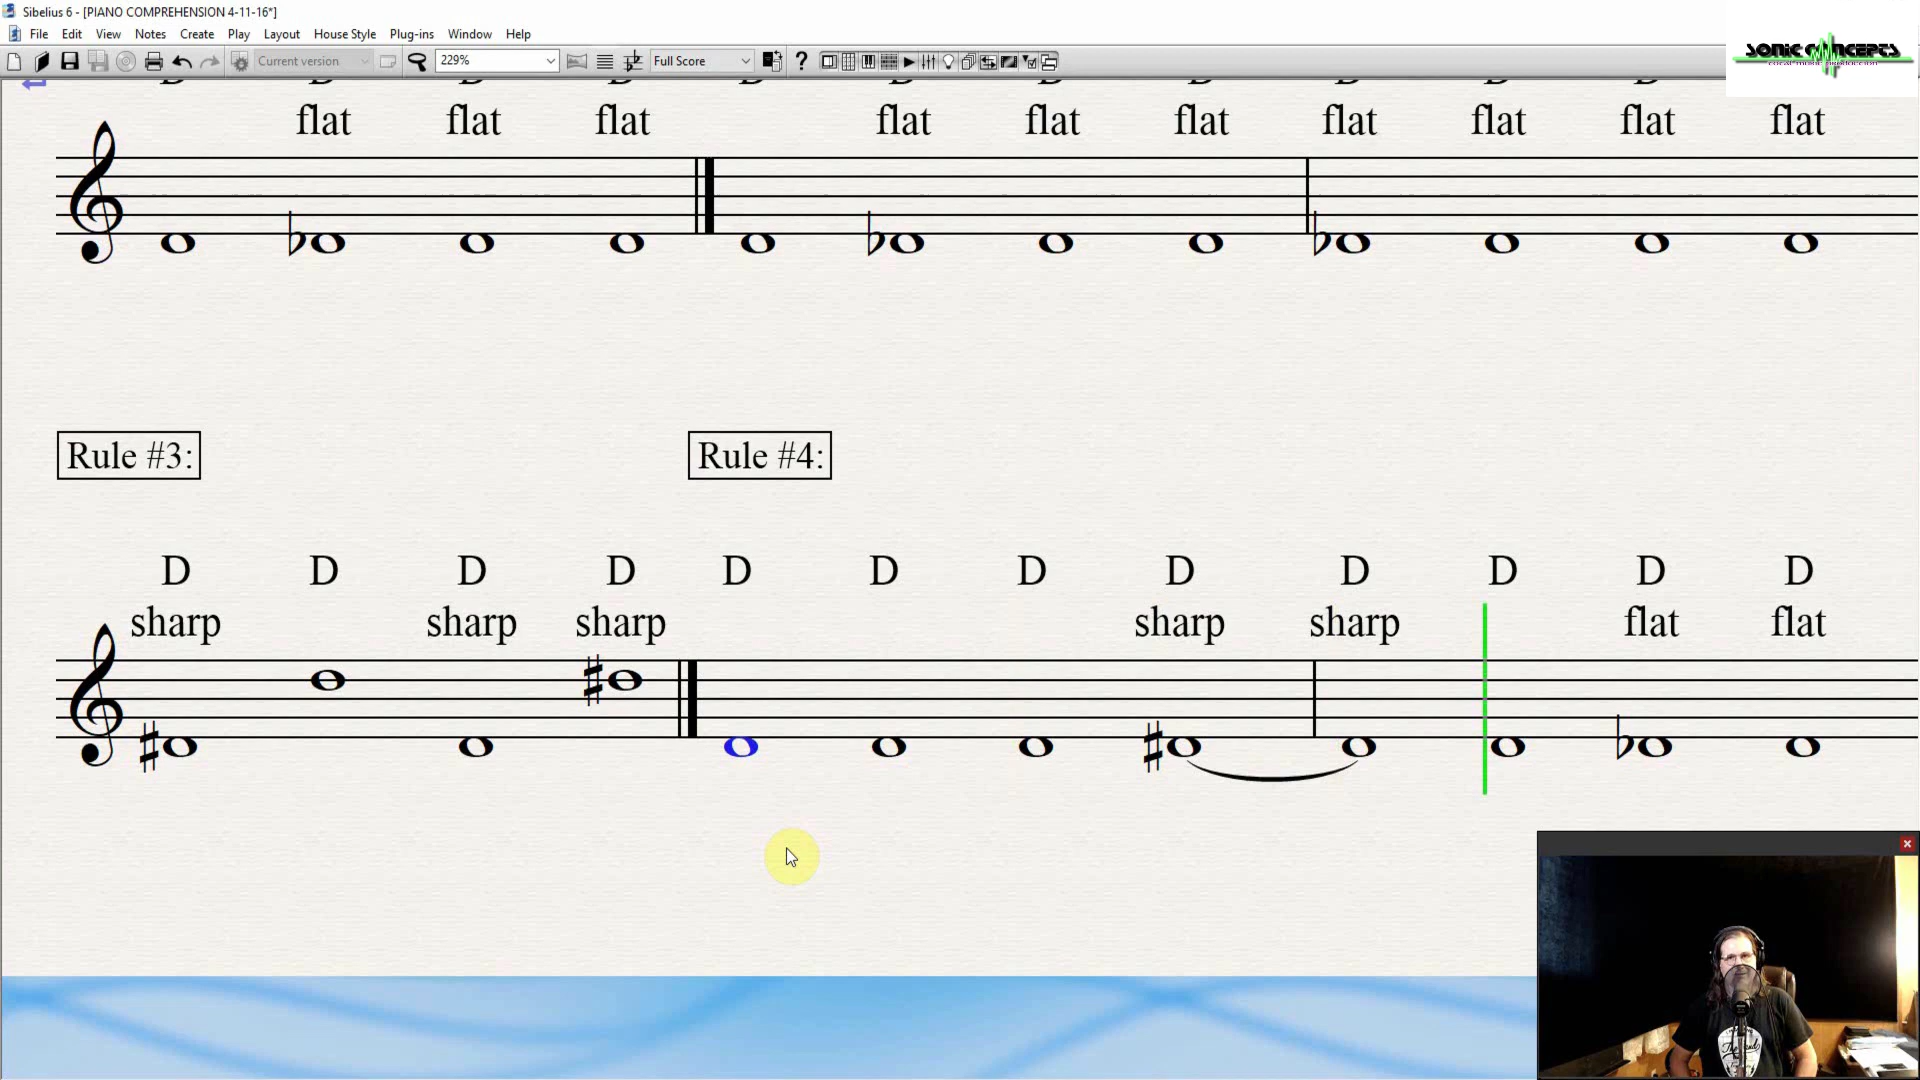 Sibelius 6 - [PIANO COMPREHENSION 4-11-16*]
File Edit View Notes Create Play Layout House Style Plug-ins Window Help
Current version 229% Full Score ?
SONIC CONCEPTS
flat flat flat flat flat flat flat flat flat flat
Rule #3: Rule #4:
D D D D D D D D D D D D
sharp sharp sharp sharp sharp flat flat